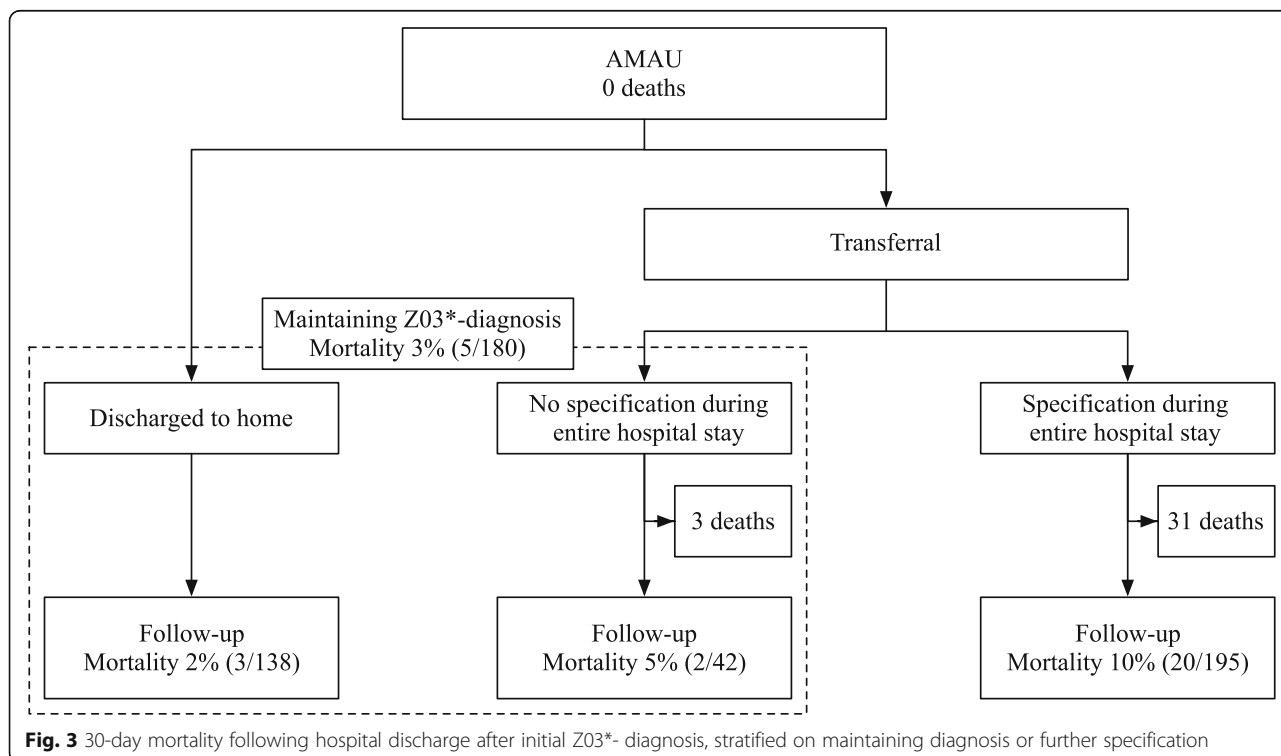 AMAU
0 deaths
Transferral
Maintaining Z03*-diagnosis
Mortality 3% (5/180)
Discharged to home
No specification during
entire hospital stay
Specification during
entire hospital stay
3 deaths
31 deaths
Follow-up
Mortality 2% (3/138)
Follow-up
Mortality 5% (2/42)
Follow-up
Mortality 10% (20/195)
Fig. 3 30-day mortality following hospital discharge after initial Z03*- diagnosis, stratified on maintaining diagnosis or further specification